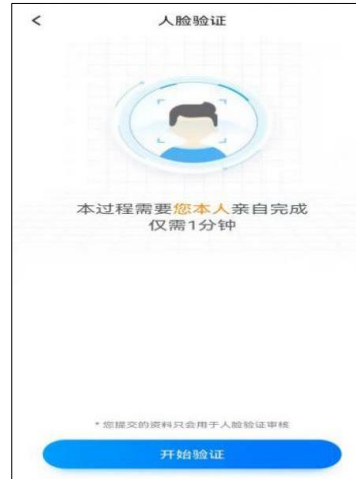 人脸验证
本过程需要您本人亲自完成
仅需1分钟
* 您提交的资料只会用于人脸验证审核
开始验证